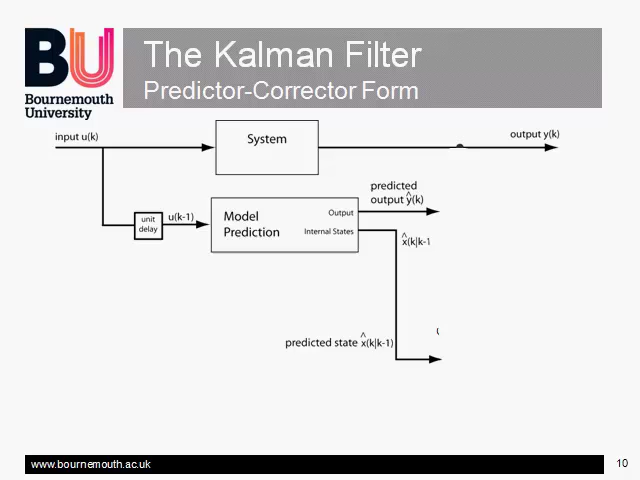 BU
Bournemouth
University
The Kalman Filter
Predictor-Corrector Form
input u(k)
System
output y(k)
predicted
output ŷ(k)
unit
delay
u(k-1)
Model
Prediction
Output
Internal States
x̂(k|k-1
predicted state x̂(k|k-1)
www.bournemouth.ac.uk
10